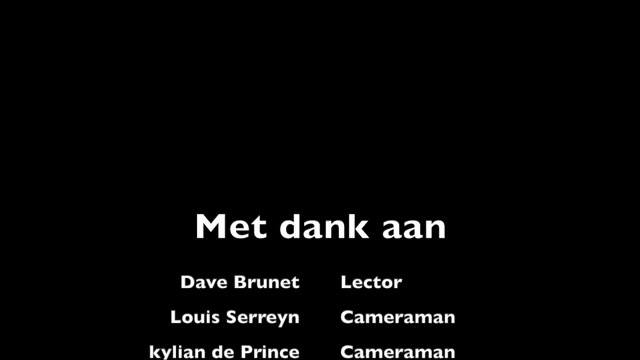 Met dank aan
Dave Brunet Lector
Louis Serreyn Cameraman
kylian de Prince Cameraman